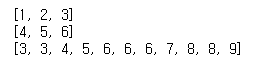 [1, 2, 3]
[4, 5, 6]
[3, 3, 4, 5, 6, 6, 6, 7, 8, 8, 9]